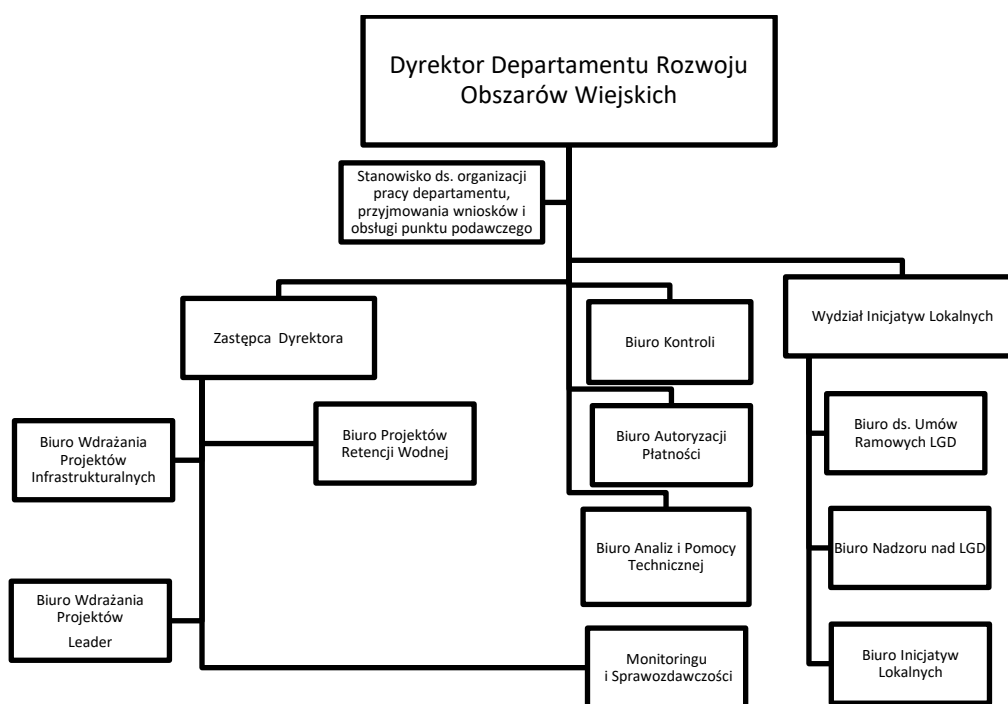 Dyrektor Departamentu Rozwoju
Obszarów Wiejskich
Stanowisko ds. organizacji
pracy departamentu,
przyjmowania wniosków i
obsługi punktu podawczego
Zastępca Dyrektora
Biuro Kontroli
Wydział Inicjatyw Lokalnych
Biuro Wdrażania
Projektów
Infrastrukturalnych
Biuro Projektów
Retencji Wodnej
Biuro Autoryzacji
Płatności
Biuro ds. Umów
Ramowych LGD
Biuro Analiz i Pomocy
Technicznej
Biuro Nadzoru nad LGD
Biuro Wdrażania
Projektów
Leader
Monitoringu
i Sprawozdawczości
Biuro Inicjatyw
Lokalnych